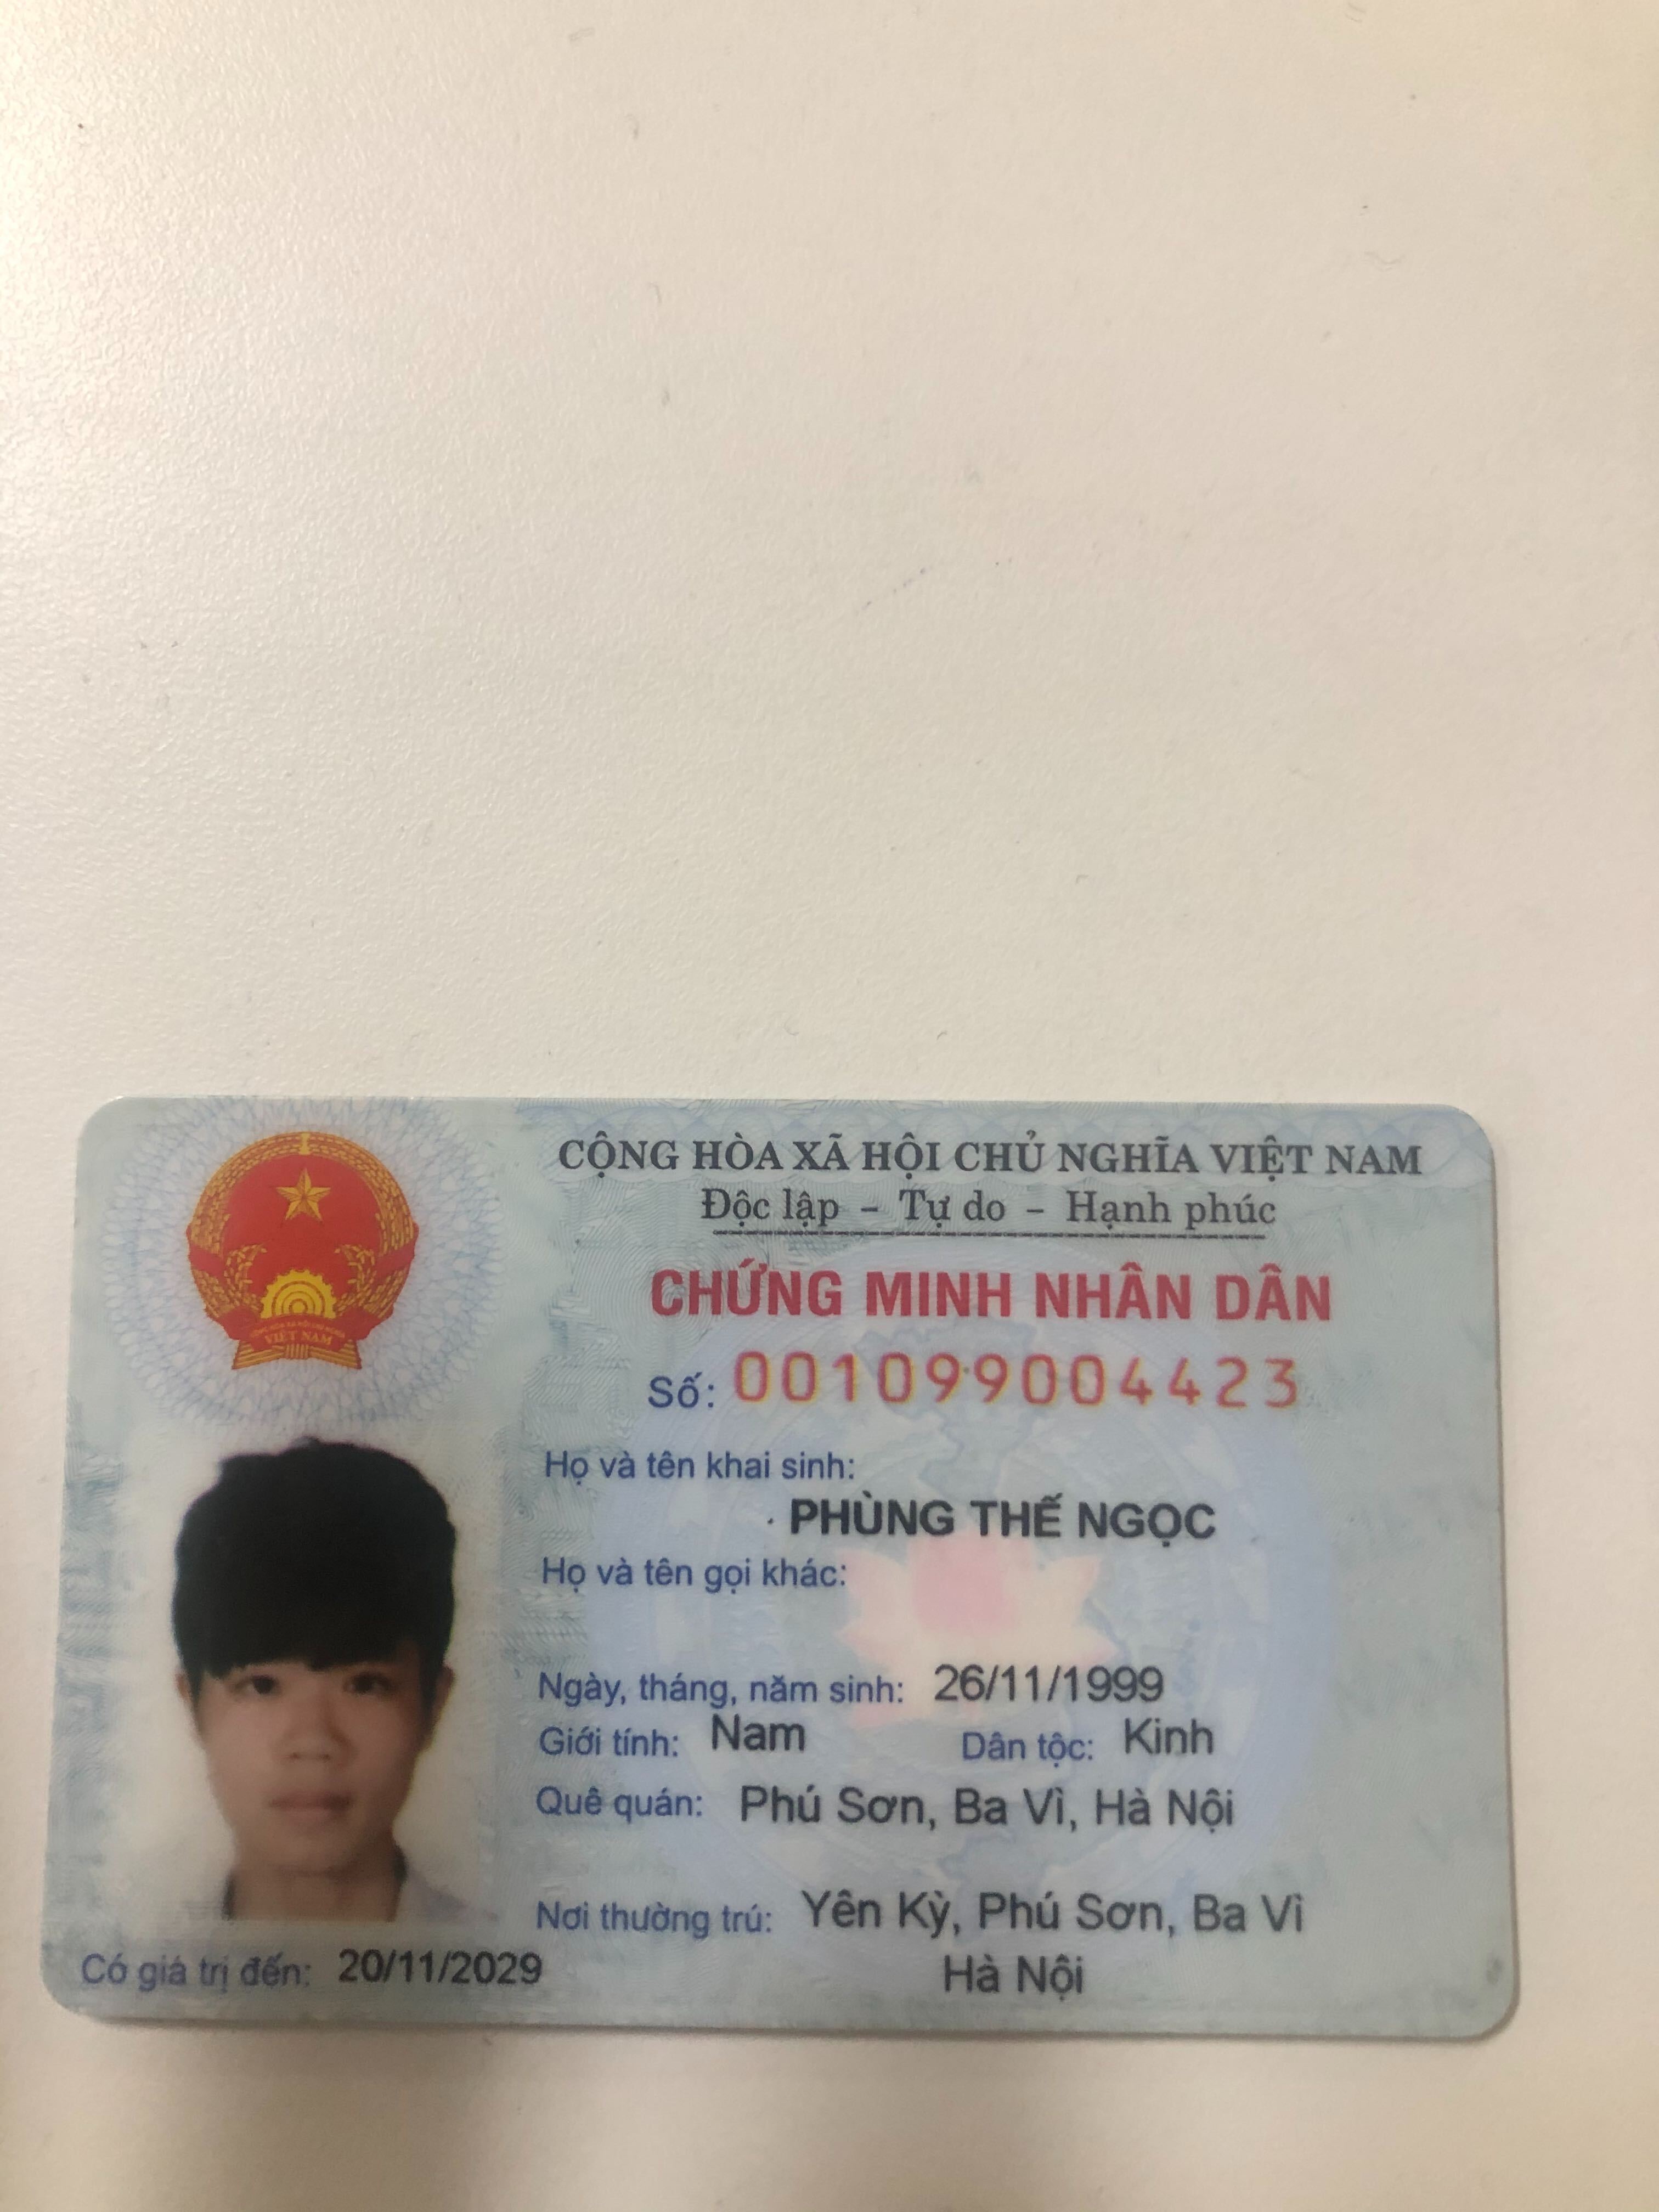 CỘNG HÒA XÃ HỘI CHỦ NGHĨA VIỆT NAM
Độc lập - Tự do - Hạnh phúc
CHỨNG MINH NHÂN DÂN
Số: 001099004423
Họ và tên khai sinh:
PHÙNG THẾ NGỌC
Họ và tên gọi khác:
Ngày, tháng, năm sinh: 26/11/1999
Giới tính: Nam Dân tộc: Kinh
Quê quán: Phú Sơn, Ba Vì, Hà Nội
Nơi thường trú: Yên Kỳ, Phú Sơn, Ba Vì
Hà Nội
Có giá trị đến: 20/11/2029
VIỆT NAM